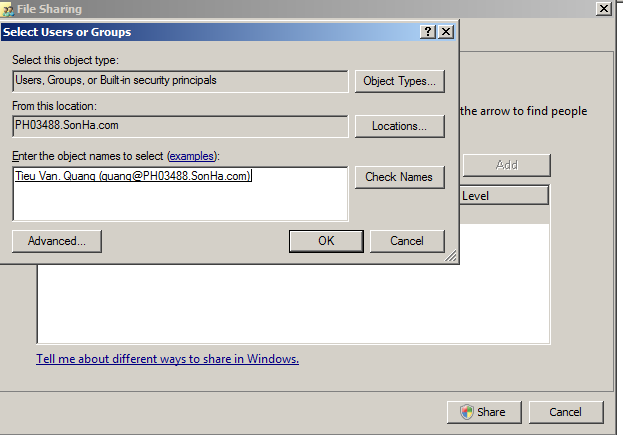 File Sharing
Select Users or Groups
Select this object type:
Users, Groups, or Built-in security principals
Object Types...
From this location:
PH03488.SonHa.com
Locations...
the arrow to find people
Enter the object names to select (examples):
Tieu Van. Quang (quang@PH03488.SonHa.com)
Check Names
Add
Level
Advanced...
OK
Cancel
Tell me about different ways to share in Windows.
Share
Cancel